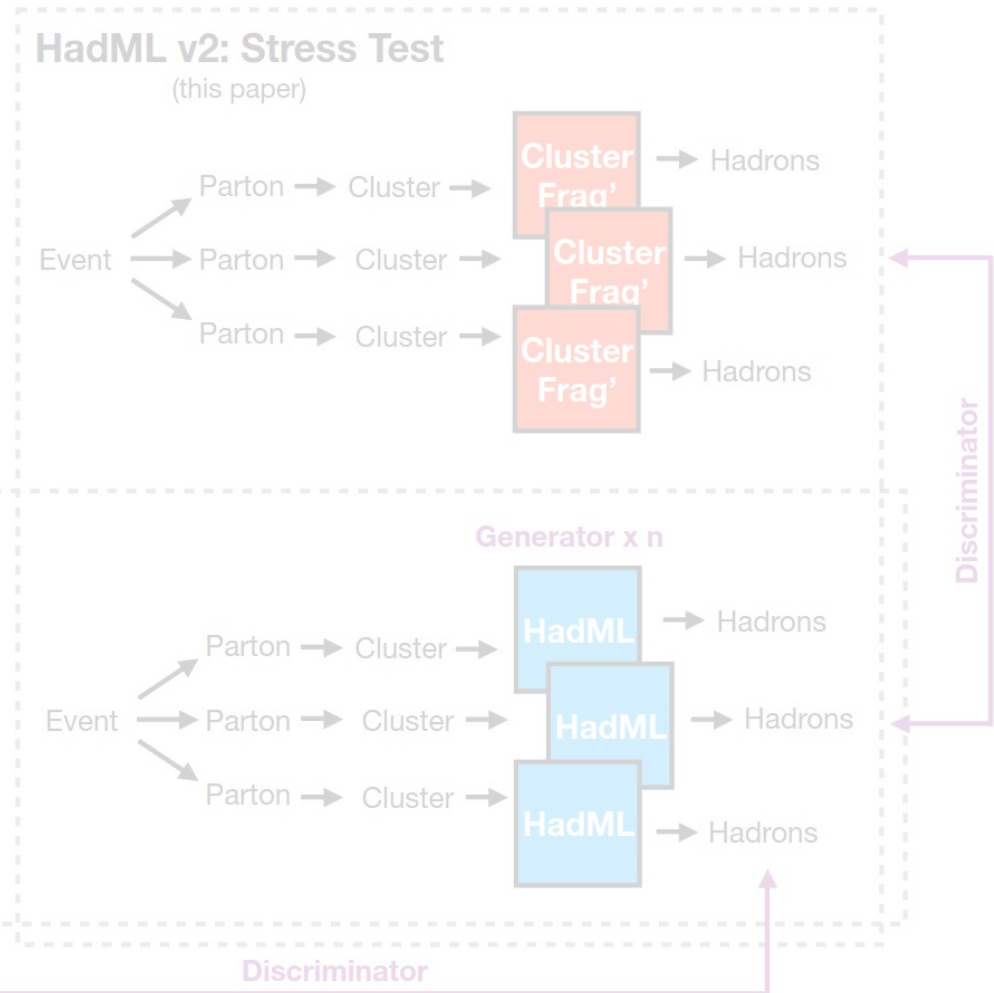 HadML v2: Stress Test
(this paper)
Cluster
Frag’
Hadrons
Parton
Cluster
Event
Parton
Cluster
Cluster
Frag’
Hadrons
Parton
Cluster
Cluster
Frag’
Hadrons
Discriminator
Generator x n
HadML
Hadrons
Parton
Cluster
Event
Parton
Cluster
HadML
Hadrons
Parton
Cluster
HadML
Hadrons
Discriminator